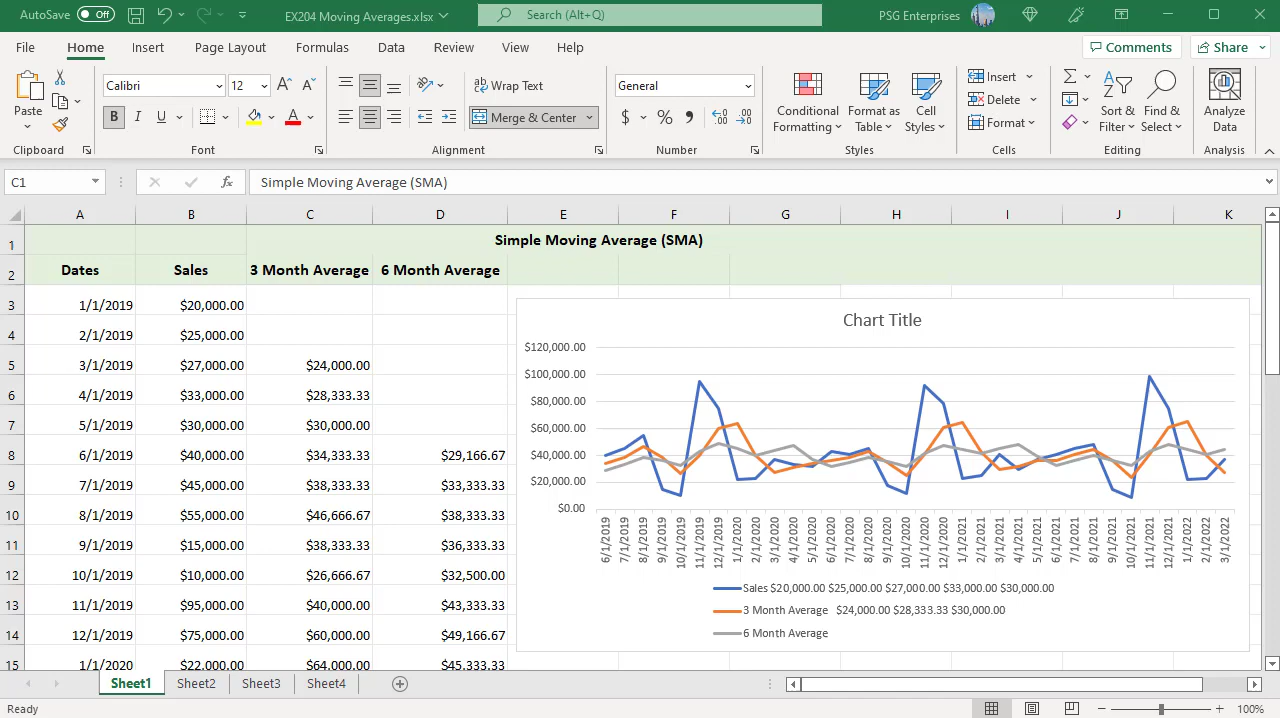 AutoSave Off EX204 Moving Averages.xlsx Search (Alt+Q) PSG Enterprises
File Home Insert Page Layout Formulas Data Review View Help Comments Share
Paste Calibri 12 Wrap Text General Conditional Formatting Format as Table Cell Styles Insert Delete Format Sort & Filter Find & Select Analyze Data
B I U Merge & Center $ % 9
Clipboard Font Alignment Number Styles Cells Editing Analysis
C1 fx Simple Moving Average (SMA)
A B C D E F G H I J K
1 Simple Moving Average (SMA)
2 Dates Sales 3 Month Average 6 Month Average
3 1/1/2019 $20,000.00
4 2/1/2019 $25,000.00
5 3/1/2019 $27,000.00 $24,000.00
6 4/1/2019 $33,000.00 $28,333.33
7 5/1/2019 $30,000.00 $30,000.00
8 6/1/2019 $40,000.00 $34,333.33 $29,166.67
9 7/1/2019 $45,000.00 $38,333.33 $33,333.33
10 8/1/2019 $55,000.00 $46,666.67 $38,333.33
11 9/1/2019 $15,000.00 $38,333.33 $36,333.33
12 10/1/2019 $10,000.00 $26,666.67 $32,500.00
13 11/1/2019 $95,000.00 $40,000.00 $43,333.33
14 12/1/2019 $75,000.00 $60,000.00 $49,166.67
15 1/1/2020 $22,000.00 $64,000.00 $45,333.33
Chart Title
$120,000.00
$100,000.00
$80,000.00
$60,000.00
$40,000.00
$20,000.00
$0.00
6/1/2019 7/1/2019 8/1/2019 9/1/2019 10/1/2019 11/1/2019 12/1/2019 1/1/2020 2/1/2020 3/1/2020 4/1/2020 5/1/2020 6/1/2020 7/1/2020 8/1/2020 9/1/2020 10/1/2020 11/1/2020 12/1/2020 1/1/2021 2/1/2021 3/1/2021 4/1/2021 5/1/2021 6/1/2021 7/1/2021 8/1/2021 9/1/2021 10/1/2021 11/1/2021 12/1/2021 1/1/2022 2/1/2022 3/1/2022
Sales $20,000.00 $25,000.00 $27,000.00 $33,000.00 $30,000.00
3 Month Average $24,000.00 $28,333.33 $30,000.00
6 Month Average
Sheet1 Sheet2 Sheet3 Sheet4
Ready 100%